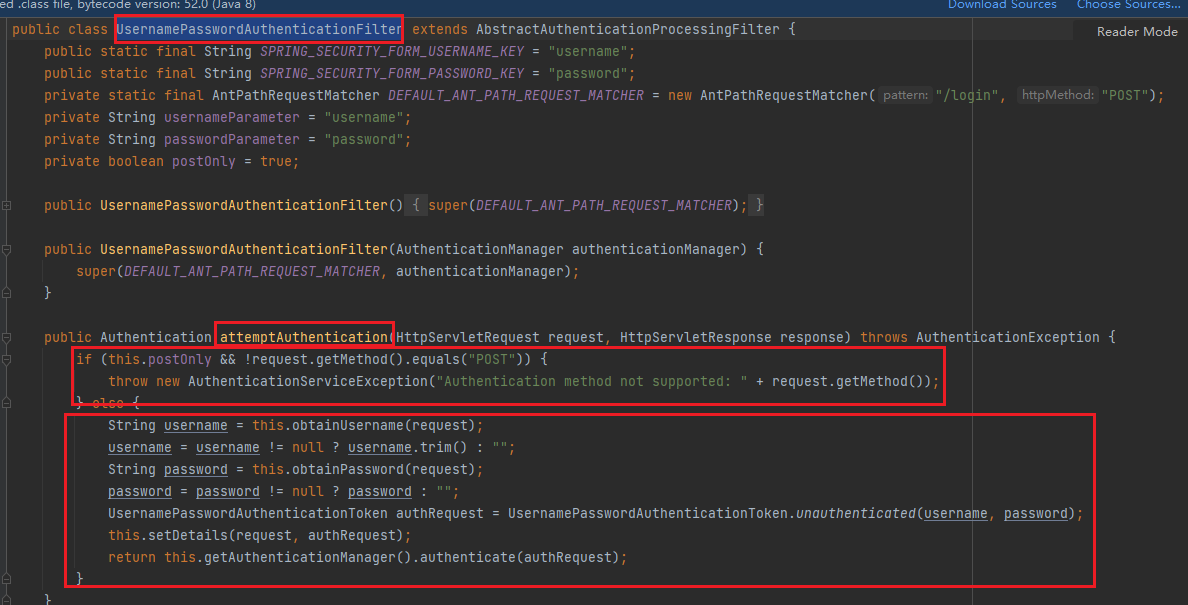 ed .class file, bytecode version: 52.0 (Java 8) Download Sources Choose Sources...
public class UsernamePasswordAuthenticationFilter extends AbstractAuthenticationProcessingFilter { Reader Mode
public static final String SPRING_SECURITY_FORM_USERNAME_KEY = "username";
public static final String SPRING_SECURITY_FORM_PASSWORD_KEY = "password";
private static final AntPathRequestMatcher DEFAULT_ANT_PATH_REQUEST_MATCHER = new AntPathRequestMatcher( pattern: "/login", httpMethod: "POST");
private String usernameParameter = "username";
private String passwordParameter = "password";
private boolean postOnly = true;
public UsernamePasswordAuthenticationFilter() { super(DEFAULT_ANT_PATH_REQUEST_MATCHER); }
public UsernamePasswordAuthenticationFilter(AuthenticationManager authenticationManager) {
super(DEFAULT_ANT_PATH_REQUEST_MATCHER, authenticationManager);
}
public Authentication attemptAuthentication(HttpServletRequest request, HttpServletResponse response) throws AuthenticationException {
if (this.postOnly && !request.getMethod().equals("POST")) {
throw new AuthenticationServiceException("Authentication method not supported: " + request.getMethod());
} else {
String username = this.obtainUsername(request);
username = username != null ? username.trim() : "";
String password = this.obtainPassword(request);
password = password != null ? password : "";
UsernamePasswordAuthenticationToken authRequest = UsernamePasswordAuthenticationToken.unauthenticated(username, password);
this.setDetails(request, authRequest);
return this.getAuthenticationManager().authenticate(authRequest);
}
}